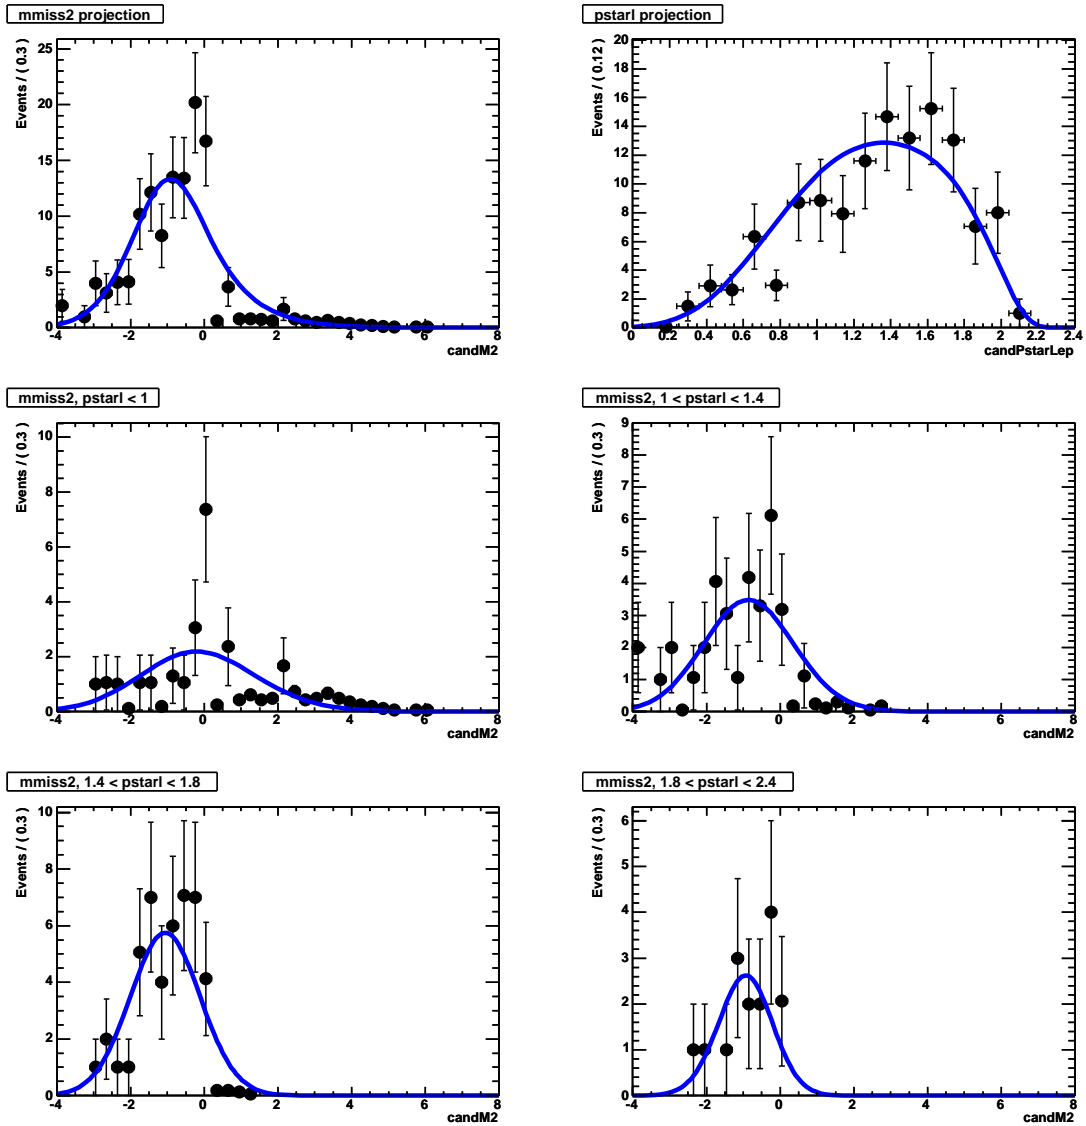 mmiss2 projection
Events / ( 0.3 )
25
20
15
10
5
0
-4 -2 0 2 4 6 8
candM2
pstarl projection
Events / ( 0.12 )
20
18
16
14
12
10
8
6
4
2
0
0 0.2 0.4 0.6 0.8 1 1.2 1.4 1.6 1.8 2 2.2 2.4
candPstarLep
mmiss2, pstarl < 1
Events / ( 0.3 )
10
8
6
4
2
0
-4 -2 0 2 4 6 8
candM2
mmiss2, 1 < pstarl < 1.4
Events / ( 0.3 )
9
8
7
6
5
4
3
2
1
0
-4 -2 0 2 4 6 8
candM2
mmiss2, 1.4 < pstarl < 1.8
Events / ( 0.3 )
10
8
6
4
2
0
-4 -2 0 2 4 6 8
candM2
mmiss2, 1.8 < pstarl < 2.4
Events / ( 0.3 )
6
5
4
3
2
1
0
-4 -2 0 2 4 6 8
candM2